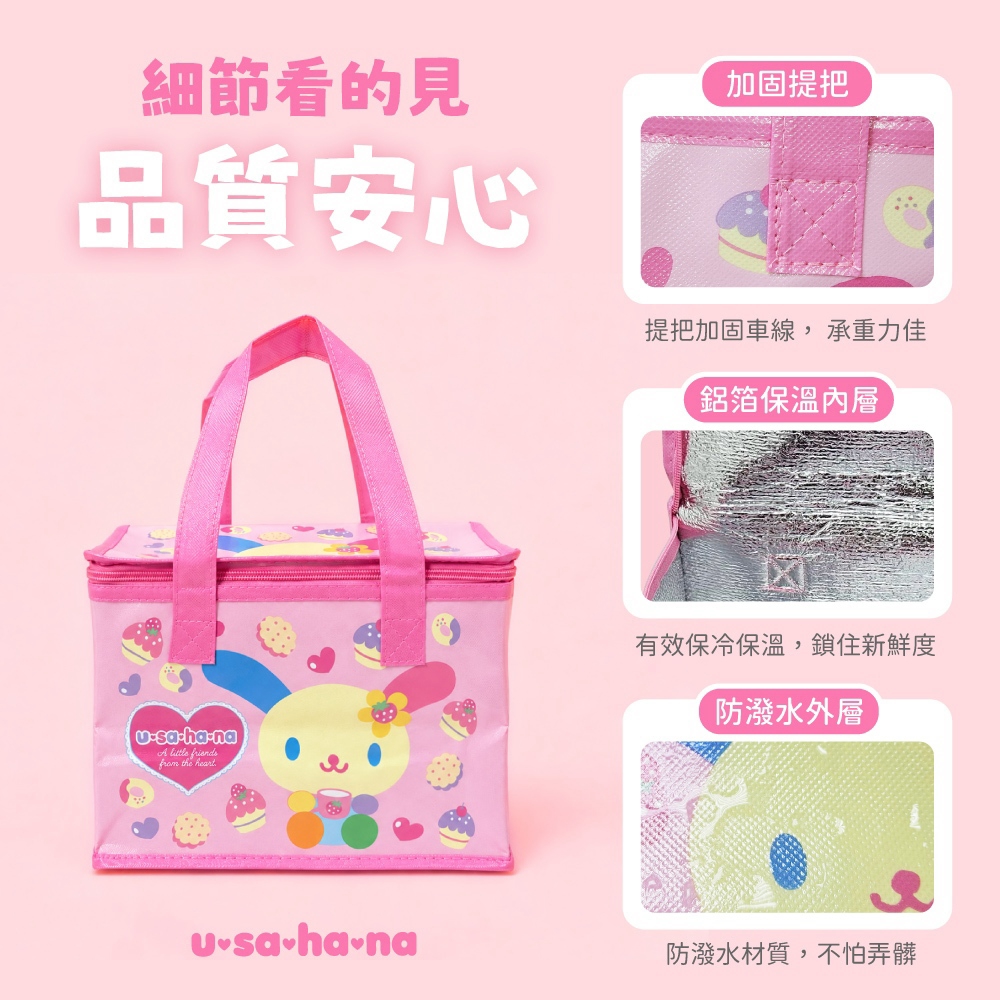 細節看的見
品質安心
u•sa•ha•na
A little friends
from the heart.
u•sa•ha•na
加固提把
提把加固車線， 承重力佳
鋁箔保溫內層
有效保冷保溫，鎖住新鮮度
防潑水外層
防潑水材質，不怕弄髒